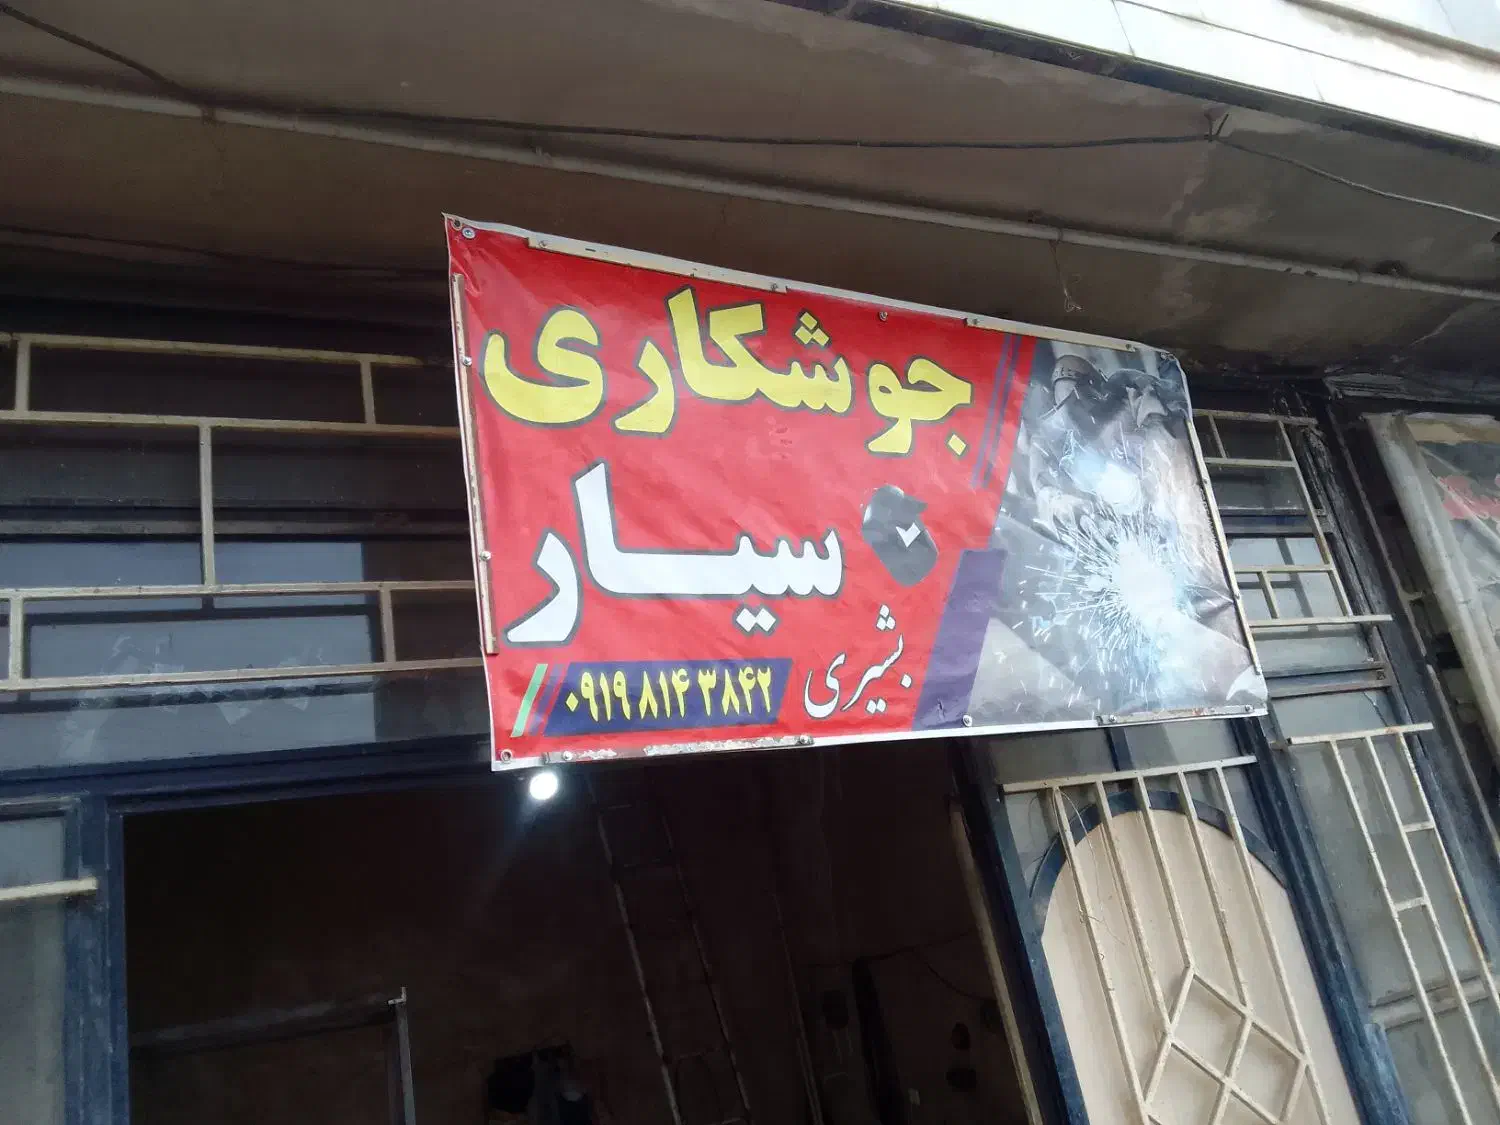 جوشکاری
سیار
بشیری
۰۹۱۹ ۸۱۴ ۳۸۴۲